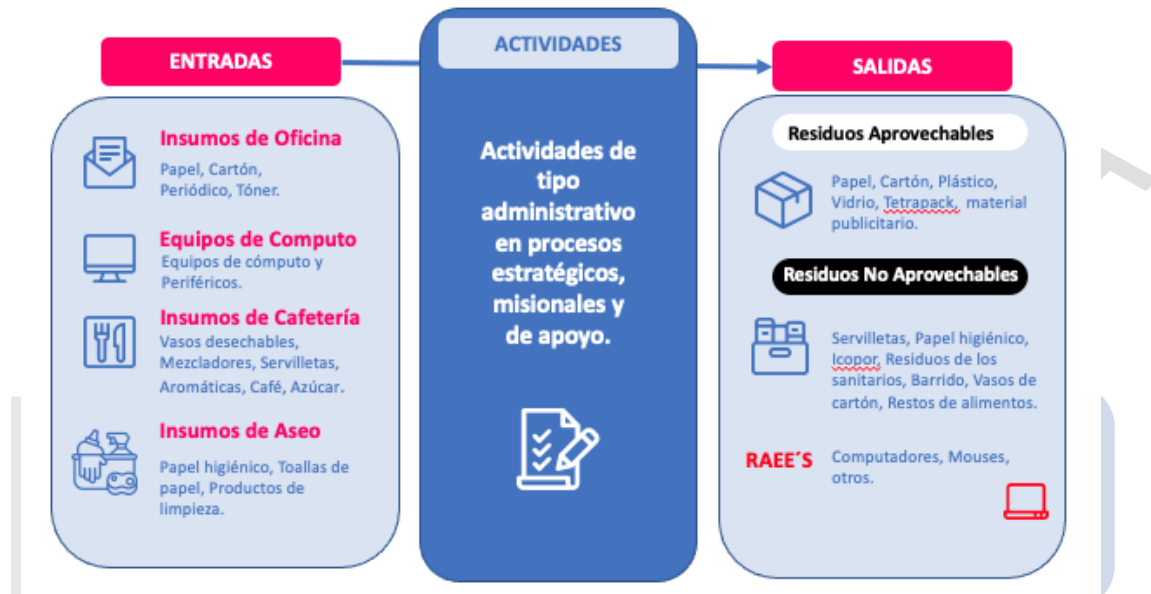 ENTRADAS
Insumos de Oficina
Papel, Cartón,
Periódico, Tóner.
Equipos de Computo
Equipos de cómputo y
Periféricos.
Insumos de Cafetería
Vasos desechables,
Mezcladores, Servilletas,
Aromáticas, Café, Azúcar.
Insumos de Aseo
Papel higiénico, Toallas de
papel, Productos de
limpieza.
ACTIVIDADES
Actividades de
tipo
administrativo
en procesos
estratégicos,
misionales y
de apoyo.
SALIDAS
Residuos Aprovechables
Papel, Cartón, Plástico,
Vidrio, Tetrapack, material
publicitario.
Residuos No Aprovechables
Servilletas, Papel higiénico,
Icopor, Residuos de los
sanitarios, Barrido, Vasos de
cartón, Restos de alimentos.
RAEE´S
Computadores, Mouses,
otros.